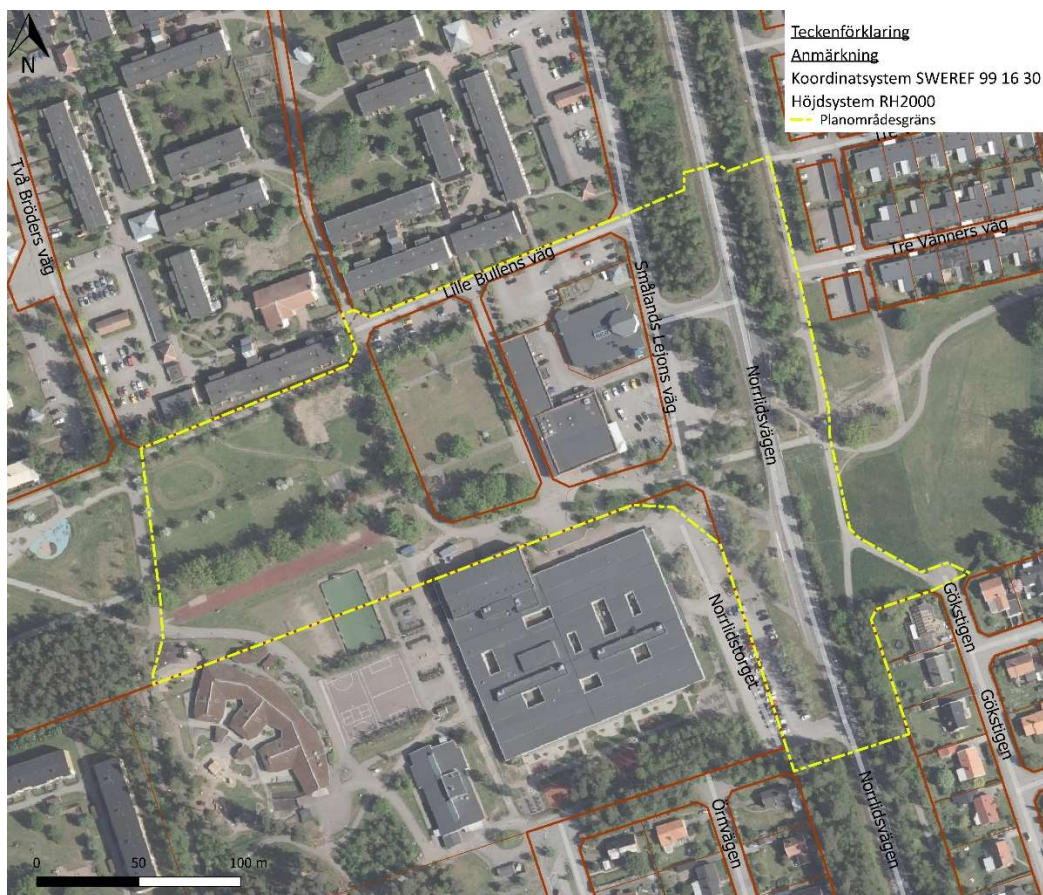 N
Teckenförklaring
Anmärkning
Koordinatsystem SWEREF 99 16 30
Höjdsystem RH2000
Planområdesgräns
Tre
Två Bröders väg
Tre Vänners väg
Lille Bullens väg
Smålands Lejons väg
Norrlidsvägen
Norrlidstorget
Gökstigen
Gökstigen
Örnvägen
Norrlidsvägen
0 50 100 m